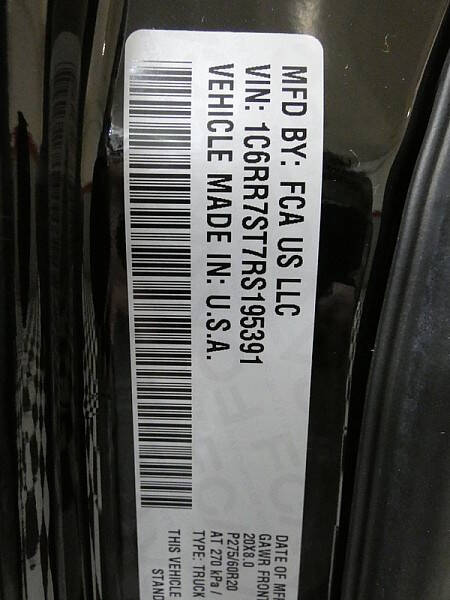 MFD BY: FCA US LLC
VIN: 1C6RR7ST7RS195391
VEHICLE MADE IN: U.S.A.
DATE OF MFR
GAWR FRONT
20X8.0
P275/60R20
AT 270 kPa /
TYPE: TRUCK
THIS VEHICLE
STAND